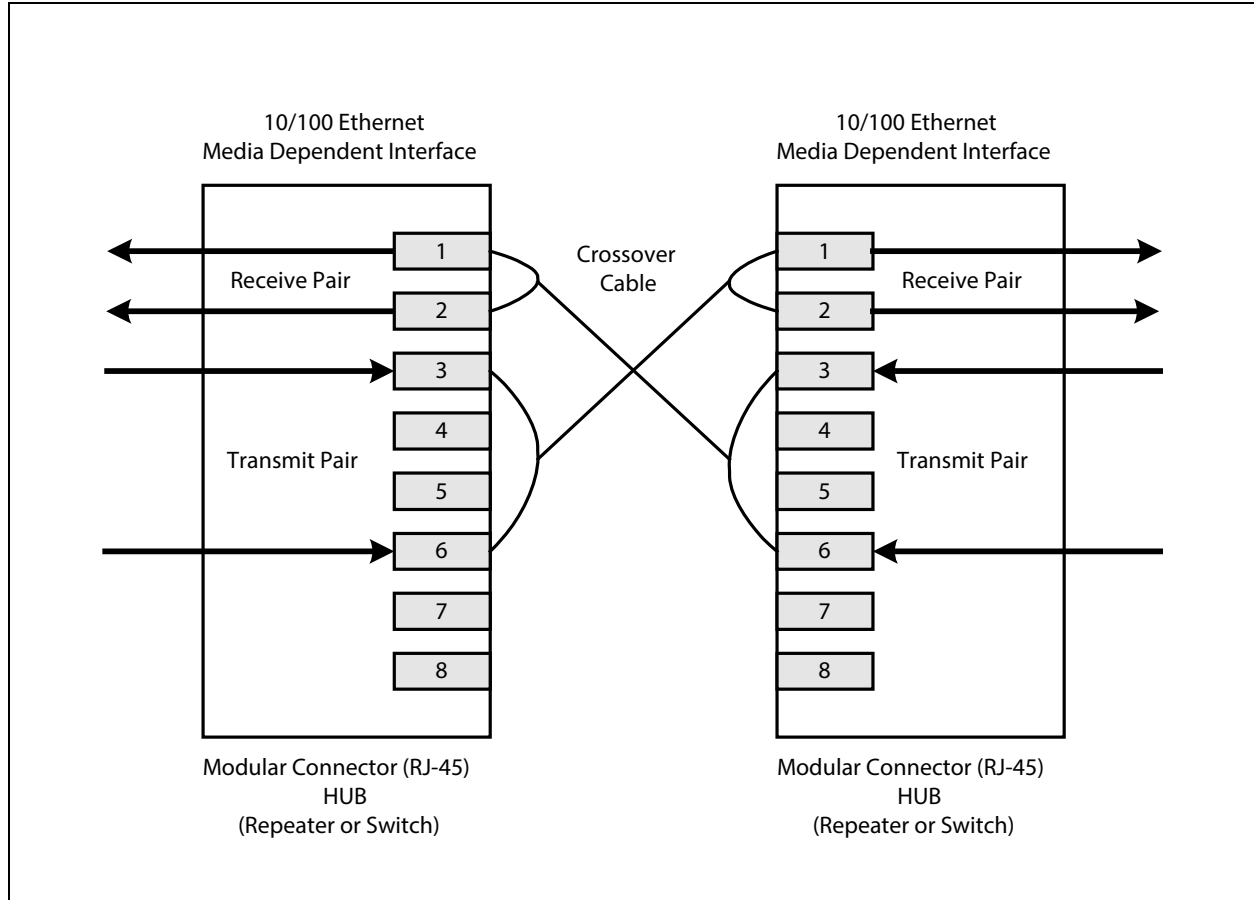 10/100 Ethernet
Media Dependent Interface
1
Receive Pair
2
3
4
Transmit Pair
5
6
7
8
Modular Connector (RJ-45)
HUB
(Repeater or Switch)
Crossover
Cable
10/100 Ethernet
Media Dependent Interface
1
Receive Pair
2
3
4
Transmit Pair
5
6
7
8
Modular Connector (RJ-45)
HUB
(Repeater or Switch)